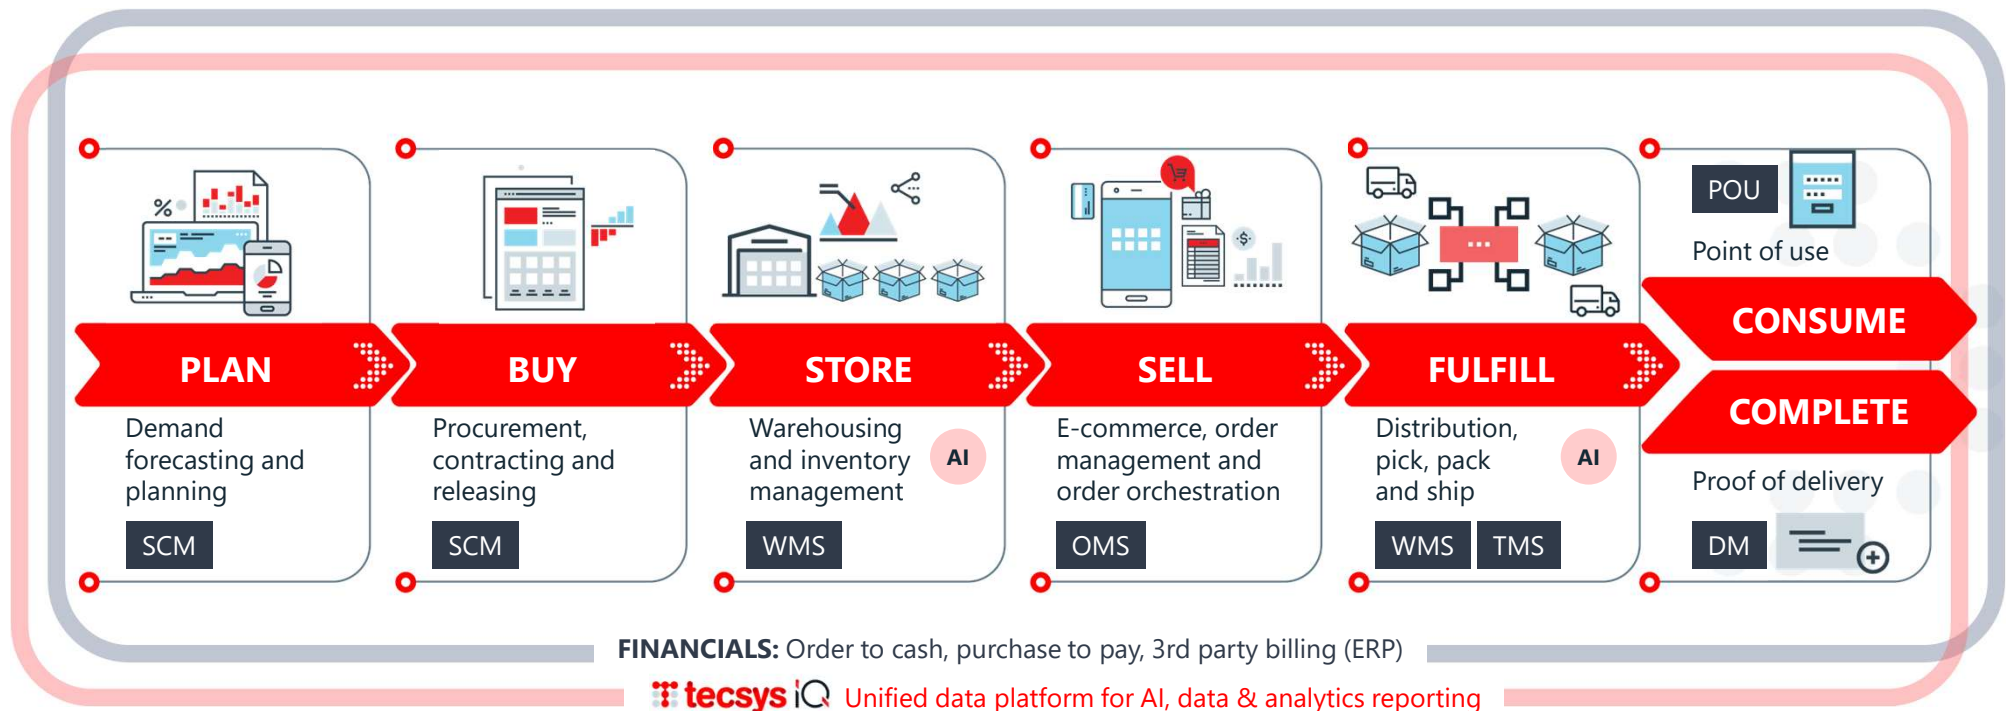 PLAN
Demand
forecasting and
planning
SCM
BUY
Procurement,
contracting and
releasing
SCM
STORE
Warehousing
and inventory
management
AI
WMS
SELL
E-commerce, order
management and
order orchestration
OMS
FULFILL
Distribution,
pick, pack
and ship
AI
WMS TMS
POU
Point of use
CONSUME
COMPLETE
Proof of delivery
DM
FINANCIALS: Order to cash, purchase to pay, 3rd party billing (ERP)
tecsys iQ Unified data platform for AI, data & analytics reporting